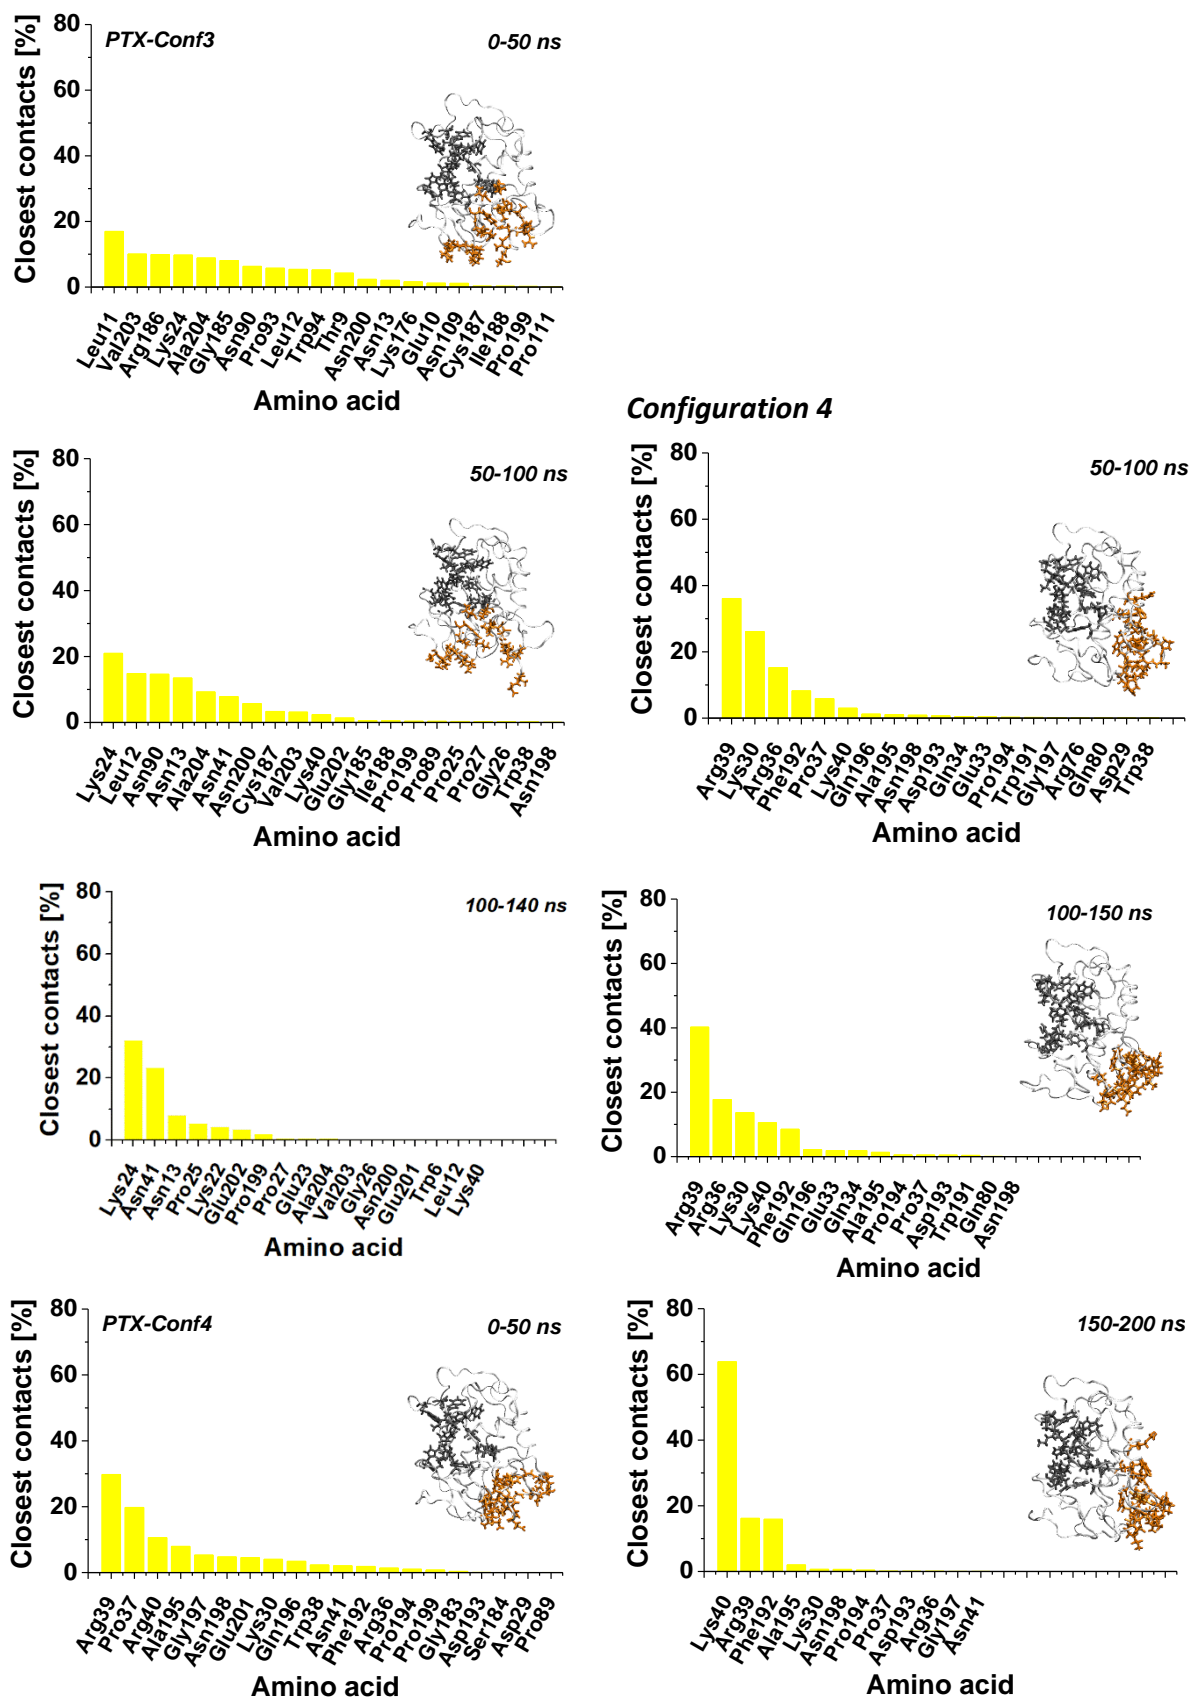 PTX-Conf3
0-50 ns
Closest contacts [%]
80
60
40
20
0
Leu11
Val203
Arg186
Lys24
Ala204
Gly185
Asn90
Pro93
Leu12
Trp94
Thr9
Asn200
Asn13
Lys176
Glu10
Asn109
Cys187
Ile188
Pro199
Pro111
Amino acid
Configuration 4
50-100 ns
Closest contacts [%]
80
60
40
20
0
Lys24
Leu12
Asn90
Asn13
Ala204
Asn41
Asn200
Cys187
Val203
Lys40
Glu202
Gly185
Ile188
Pro199
Pro89
Pro25
Pro27
Gly26
Trp38
Asn198
Amino acid
50-100 ns
Closest contacts [%]
80
60
40
20
0
Arg39
Lys30
Arg36
Phe192
Pro37
Lys40
Gln196
Ala195
Asn198
Asp193
Gln34
Glu33
Pro194
Trp191
Gly197
Arg76
Gln80
Asp29
Trp38
Amino acid
100-140 ns
Closest contacts [%]
80
60
40
20
0
Lys24
Asn41
Asn13
Pro25
Lys22
Glu202
Pro199
Pro27
Glu23
Ala204
Val203
Gly26
Asn200
Glu201
Trp6
Leu12
Lys40
Amino acid
100-150 ns
Closest contacts [%]
80
60
40
20
0
Arg39
Arg36
Lys30
Lys40
Phe192
Gln196
Glu33
Gln34
Ala195
Pro194
Pro37
Asp193
Trp191
Gln80
Asn198
Amino acid
PTX-Conf4
0-50 ns
Closest contacts [%]
80
60
40
20
0
Arg39
Pro37
Arg40
Ala195
Gly197
Asn198
Glu201
Lys30
Gln196
Trp38
Asn41
Phe192
Arg36
Pro194
Pro199
Gly183
Asp193
Ser184
Asp29
Pro89
Amino acid
150-200 ns
Closest contacts [%]
80
60
40
20
0
Lys40
Arg39
Phe192
Ala195
Lys30
Asn198
Pro194
Pro37
Asp193
Arg36
Gly197
Asn41
Amino acid